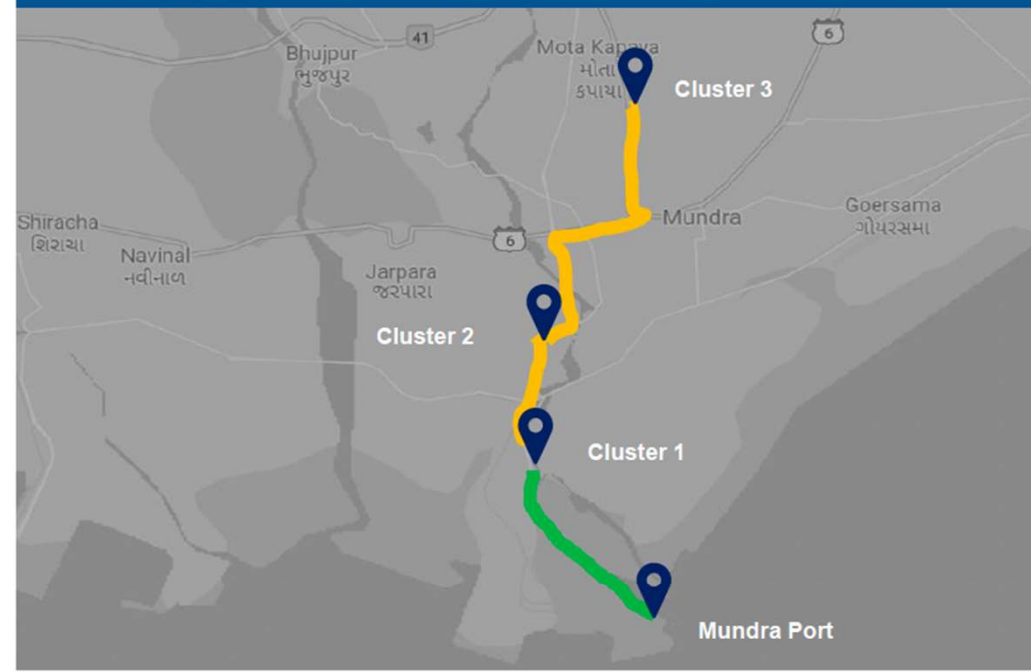 41
6
Bhujpur
ભુજપુર
Mota Kapaya
મોતા
કપાયા
Cluster 3
Shiracha
શિરાચા
Navinal
નવીનાળ
6
Mundra
Goersama
ગોયરસમા
Jarpara
જરપારા
Cluster 2
Cluster 1
Mundra Port